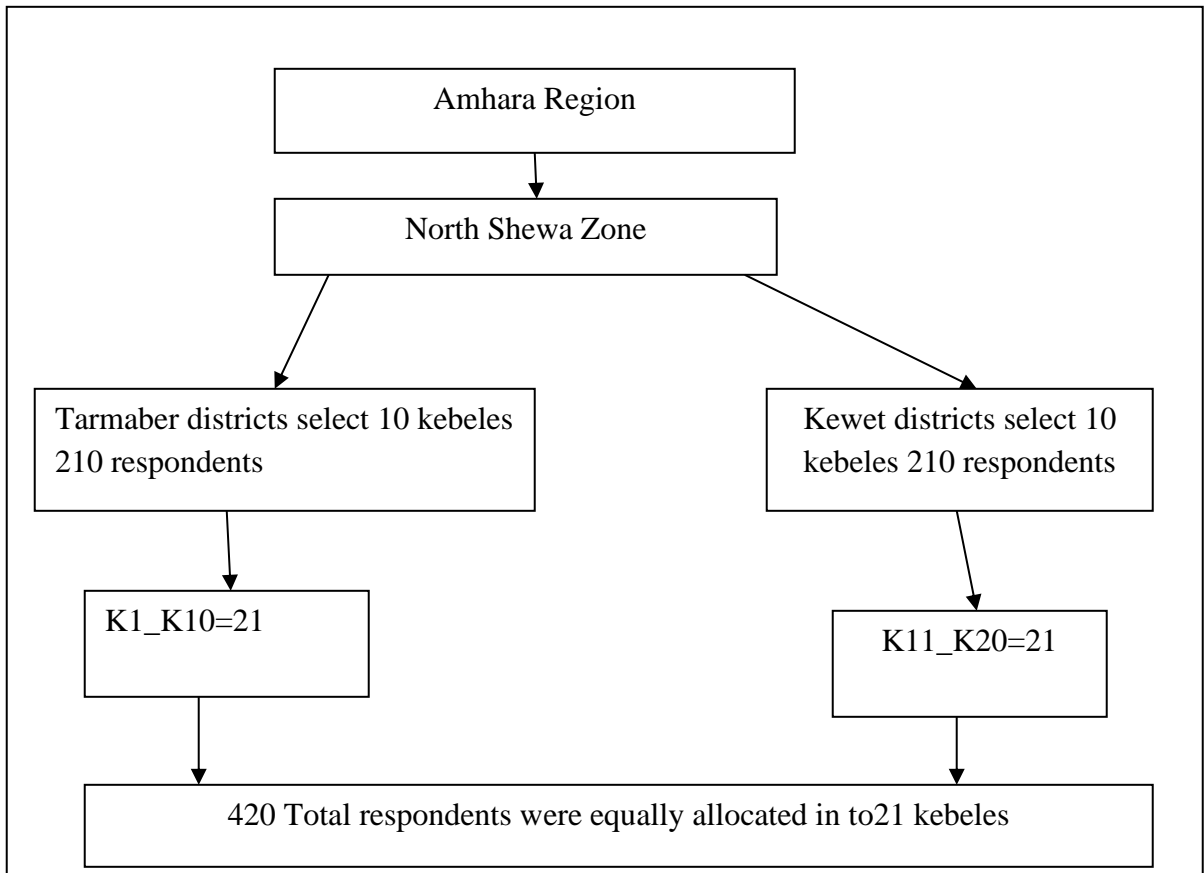 Amhara Region
North Shewa Zone
Tarmaber districts select 10 kebeles
210 respondents
Kewet districts select 10
kebeles 210 respondents
K1_K10=21
K11_K20=21
420 Total respondents were equally allocated in to21 kebeles